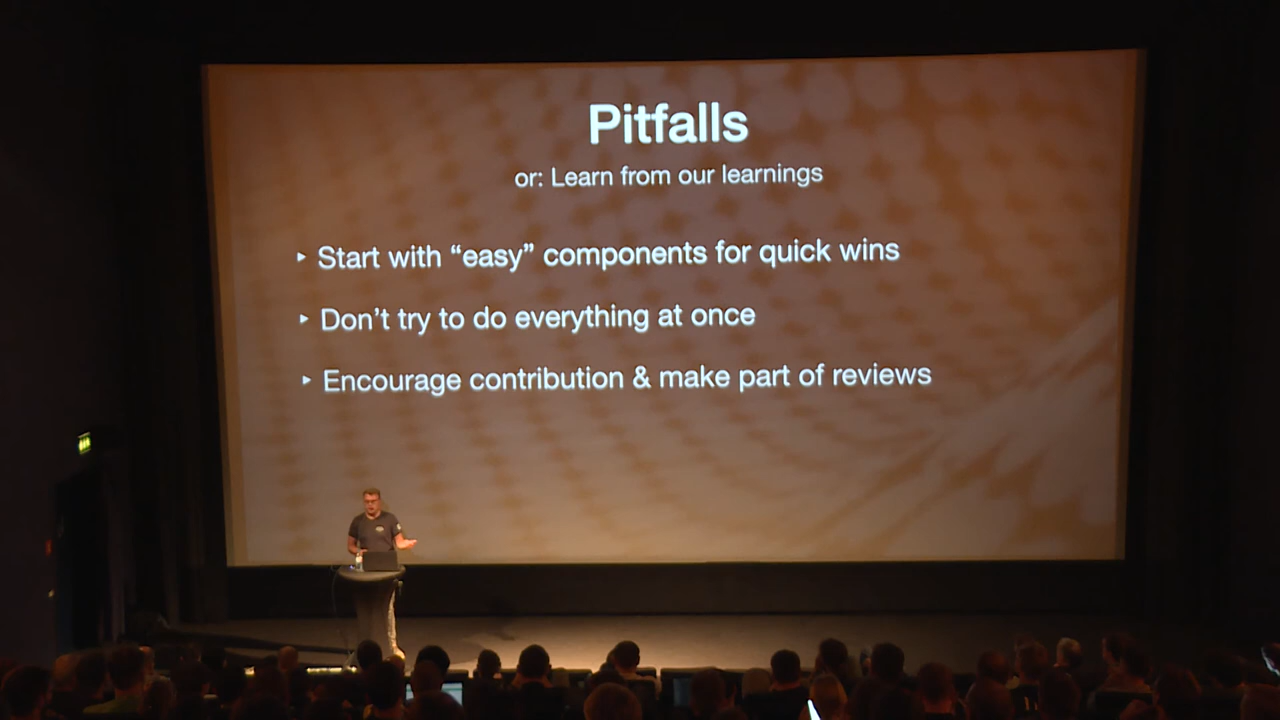 Pitfalls
or: Learn from our learnings
‣ Start with “easy” components for quick wins
‣ Don’t try to do everything at once
‣ Encourage contribution & make part of reviews